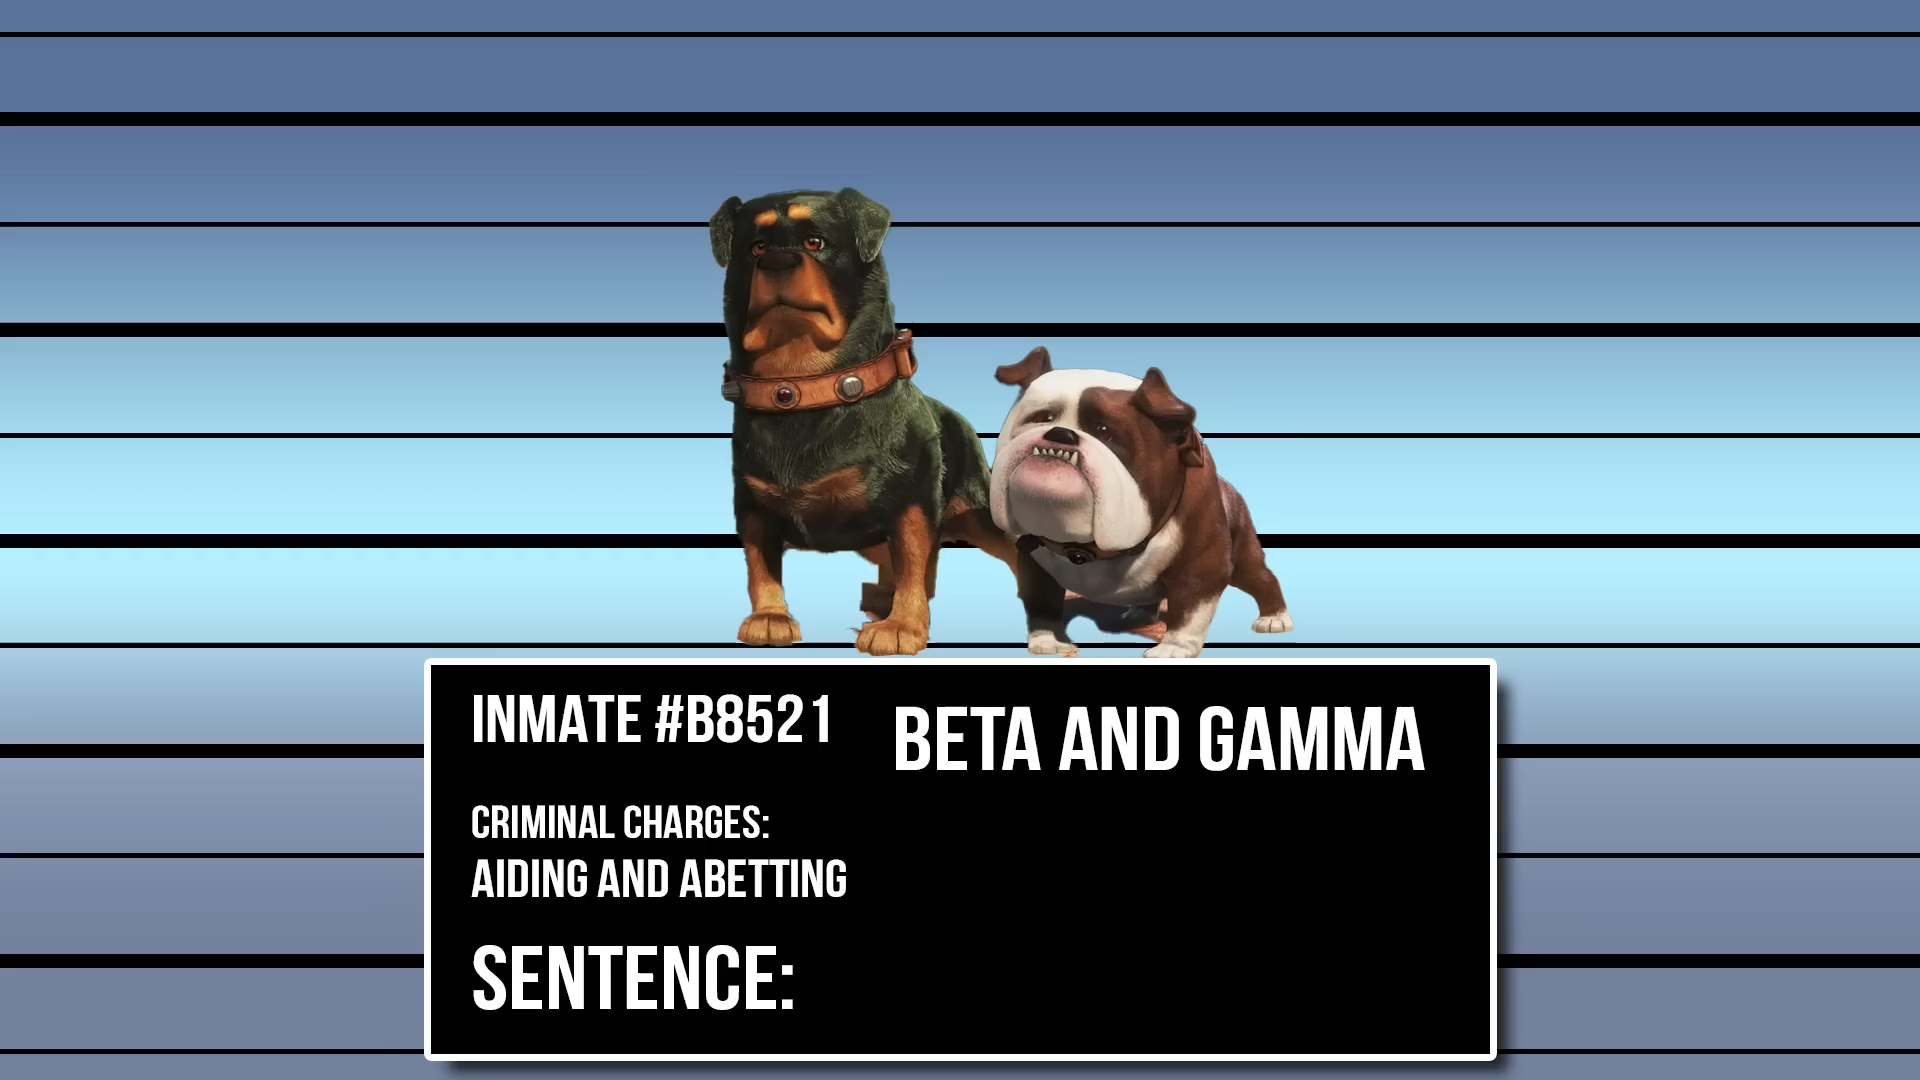 INMATE #B8521
BETA AND GAMMA
CRIMINAL CHARGES:
AIDING AND ABETTING
SENTENCE: